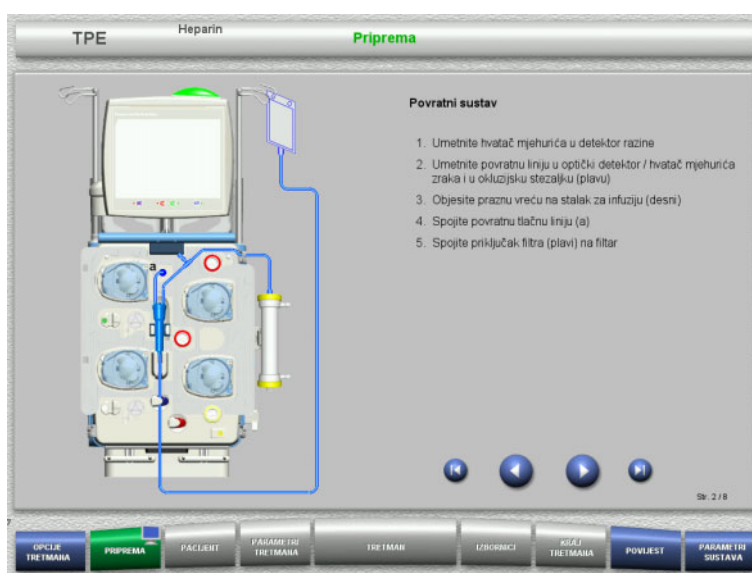 TPE
Heparin
Priprema
Povratni sustav
1. Umetnite hvatač mjehurića u detektor razine
2. Umetnite povratnu liniju u optički detektor / hvatač mjehurića
zraka i u okluzijsku stezaljku (plavu)
3. Objesite praznu vreću na stalak za infuziju (desni)
4. Spojite povratnu tlačnu liniju (a)
5. Spojite priključak filtra (plavi) na filtar
a
Str. 2 / 8
OPCIJE
TRETMANA
PRIPREMA
PACIJENT
PARAMETRI
TRETMANA
TRETMAN
IZBORNICI
KRAJ
TRETMANA
POVIJEST
PARAMETRI
SUSTAVA